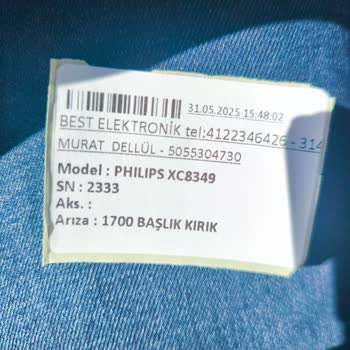 31.05.2025 15:48:02
BEST ELEKTRONİK tel:4122346426 - 314
MURAT DELLÜL - 5055304730
Model : PHILIPS XC8349
SN : 2333
Aks. :
Arıza : 1700 BAŞLIK KIRIK